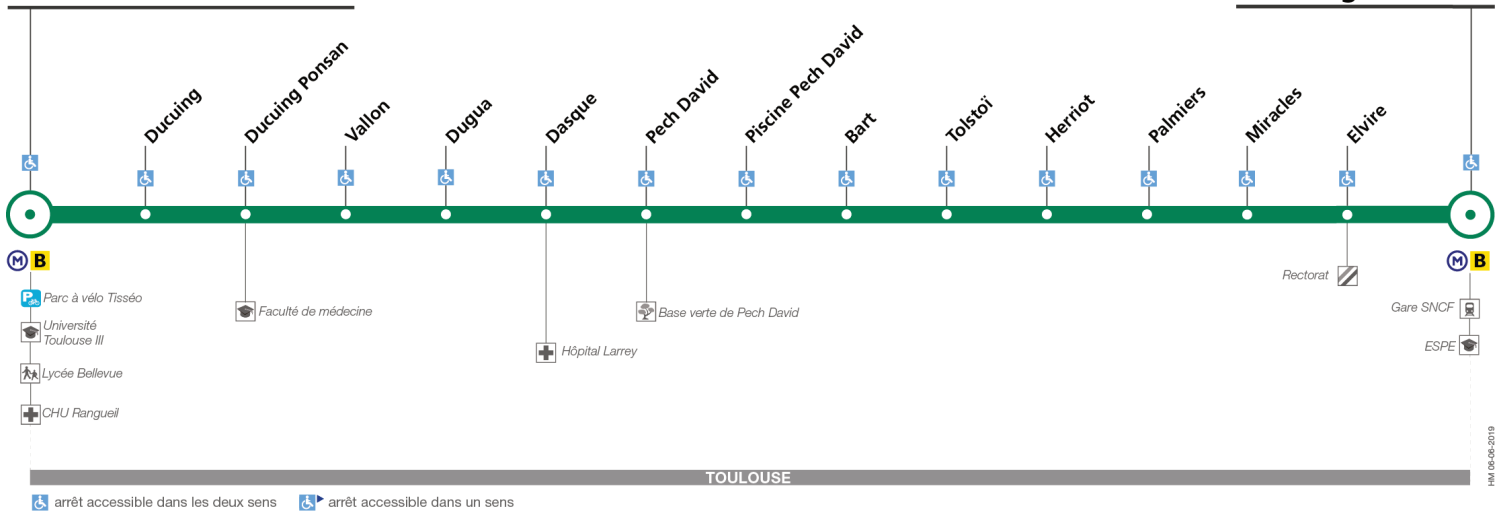 Ducuing
Ducuing Ponsan
Vallon
Dugua
Dasque
Pech David
Piscine Pech David
Bart
Tolstoï
Herriot
Palmiers
Miracles
Elvire
M B
M B
P Parc à vélo Tisséo
Université
Toulouse III
Lycée Bellevue
CHU Rangueil
Faculté de médecine
Hôpital Larrey
Base verte de Pech David
Rectorat
Gare SNCF
ESPE
TOULOUSE
arrêt accessible dans les deux sens
arrêt accessible dans un sens
HM 06-06-2019